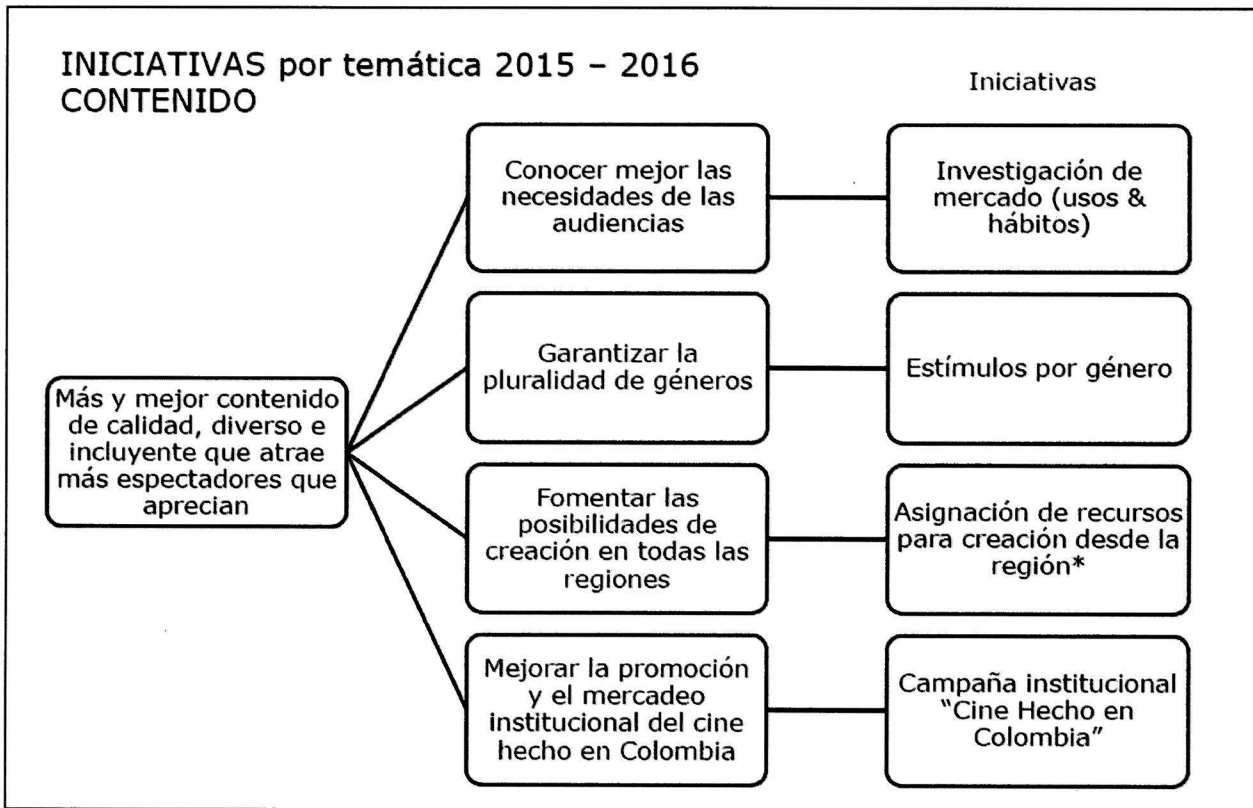 INICIATIVAS por temática 2015 – 2016
CONTENIDO
Iniciativas
Más y mejor contenido
de calidad, diverso e
incluyente que atrae
más espectadores que
aprecian
Conocer mejor las
necesidades de las
audiencias
Investigación de
mercado (usos &
hábitos)
Garantizar la
pluralidad de géneros
Estímulos por género
Fomentar las
posibilidades de
creación en todas las
regiones
Asignación de recursos
para creación desde la
región*
Mejorar la promoción
y el mercadeo
institucional del cine
hecho en Colombia
Campaña institucional
“Cine Hecho en
Colombia”